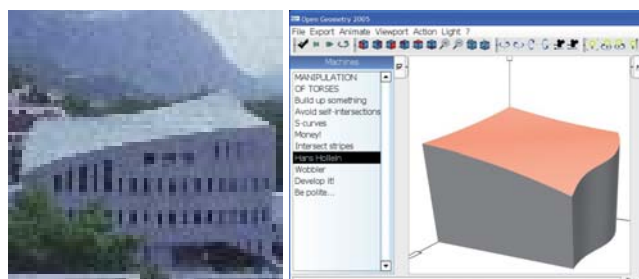 Open Geometry 2005
File Export Animate Viewport Action Light ?
Machines
MANIPULATION
OF TORSES
Build up something
Avoid self-intersections
S-curves
Money!
Intersect stripes
Hans Hollein
Wobbler
Develop it!
Be polite...